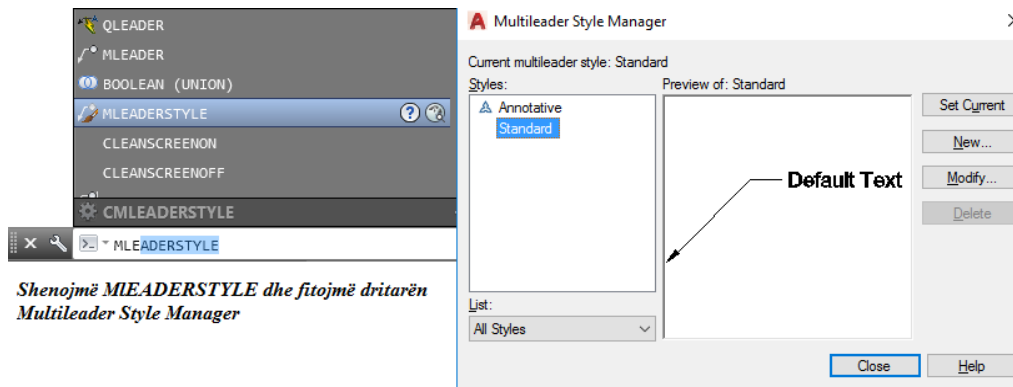 QLEADER
MLEADER
BOOLEAN (UNION)
MLEADERSTYLE
CLEANSCREENON
CLEANSCREENOFF
CMLEADERSTYLE
MLEADERSTYLE
Shenojmë MlEADERSTYLE dhe fitojmë dritarën
Multileader Style Manager
Multileader Style Manager
Current multileader style: Standard
Styles:
Annotative
Standard
List:
All Styles
Preview of: Standard
Default Text
Set Current
New...
Modify...
Delete
Close
Help